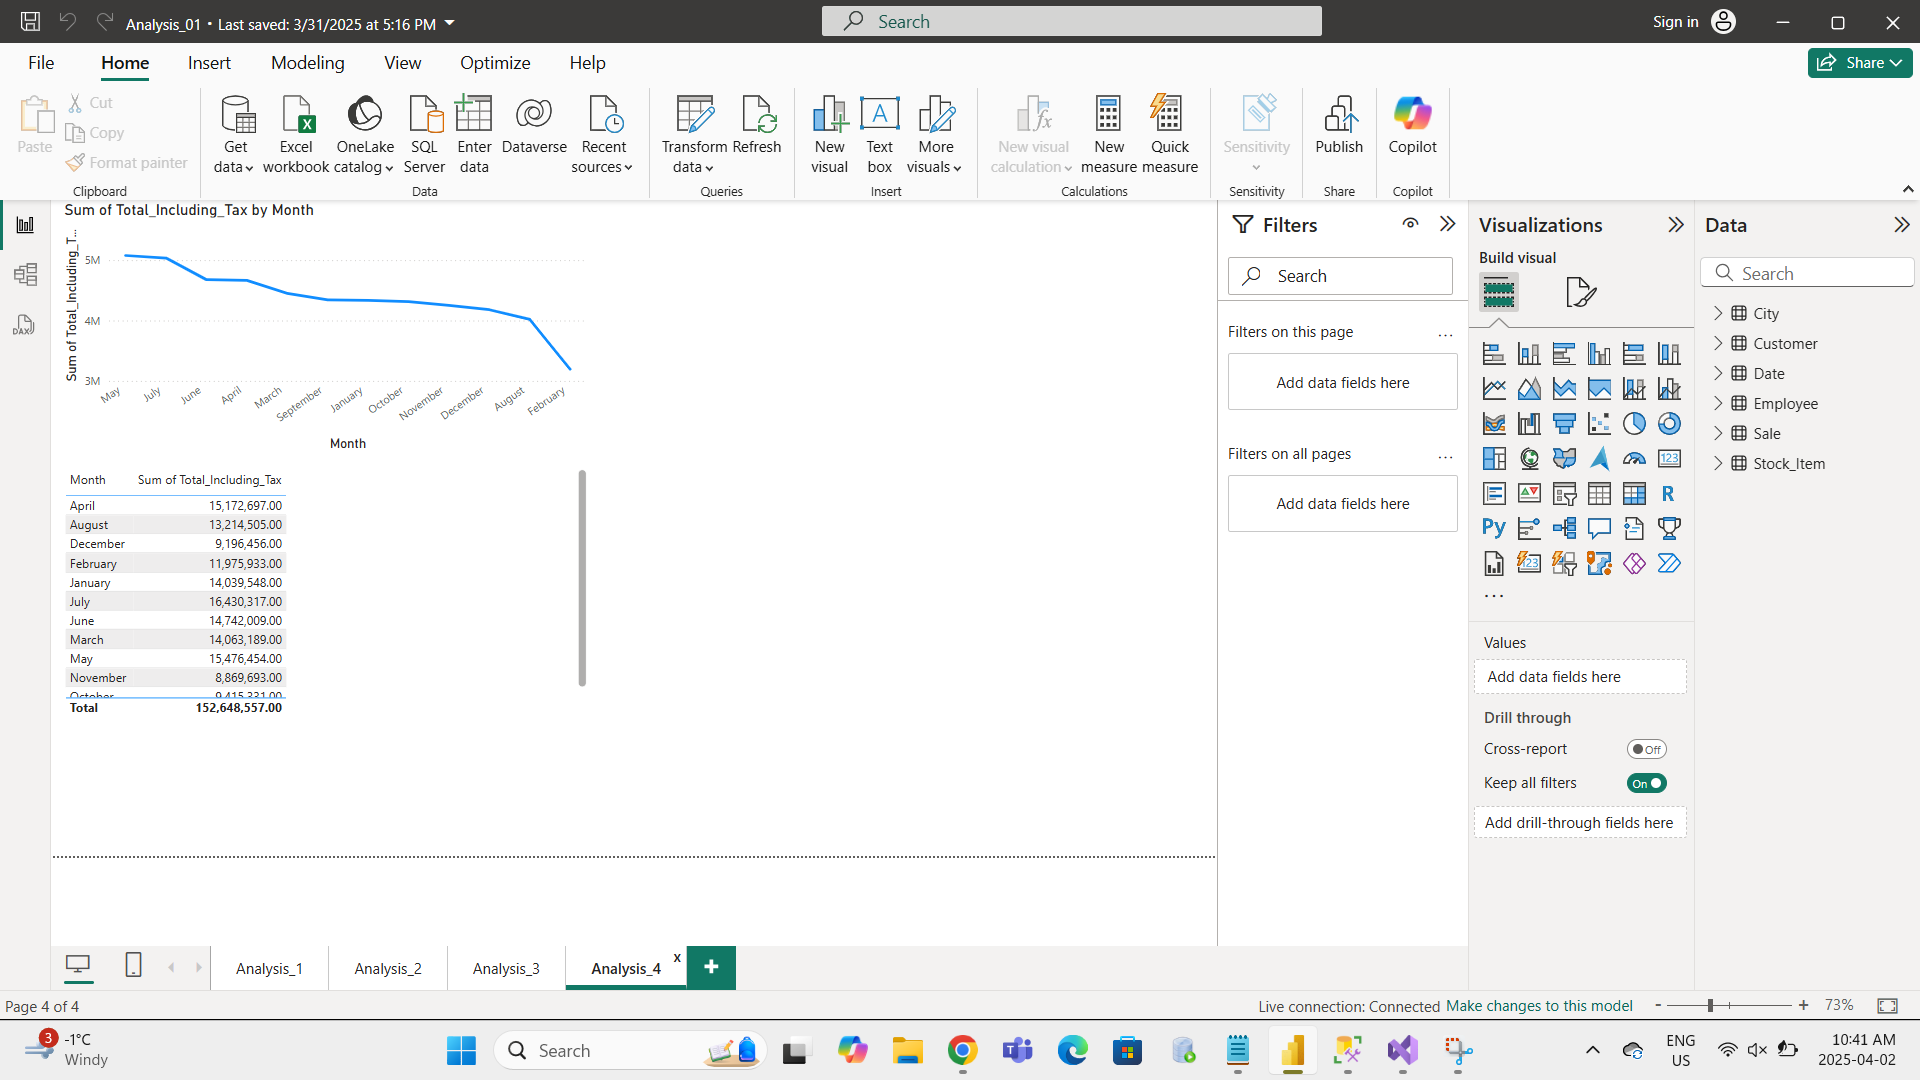 Analysis_01 • Last saved: 3/31/2025 at 5:16 PM
Search
Sign in
File Home Insert Modeling View Optimize Help
Share
Paste
Cut
Copy
Format painter
Clipboard
Get data
Excel workbook
OneLake catalog
SQL Server
Enter data
Dataverse
Recent sources
Data
Transform data
Refresh
Queries
New visual
Text box
More visuals
Insert
New visual calculation
New measure
Quick measure
Calculations
Sensitivity
Sensitivity
Publish
Share
Copilot
Copilot
Sum of Total_Including_Tax by Month
Sum of Total_Including_T...
5M
4M
3M
May July June April March September January October November December August February
Month
Month Sum of Total_Including_Tax
April 15,172,697.00
August 13,214,505.00
December 9,196,456.00
February 11,975,933.00
January 14,039,548.00
July 16,430,317.00
June 14,742,009.00
March 14,063,189.00
May 15,476,454.00
November 8,869,693.00
October 9,415,331.00
Total 152,648,557.00
Filters
Search
Filters on this page
...
Add data fields here
Filters on all pages
...
Add data fields here
Visualizations
Build visual
123
R
Py
123
...
Values
Add data fields here
Drill through
Cross-report Off
Keep all filters On
Add drill-through fields here
Data
Search
City
Customer
Date
Employee
Sale
Stock_Item
DAX
Analysis_1 Analysis_2 Analysis_3 Analysis_4 x +
Page 4 of 4
Live connection: Connected Make changes to this model
- + 73%
3
-1°C
Windy
Search
ENG
US
10:41 AM
2025-04-02